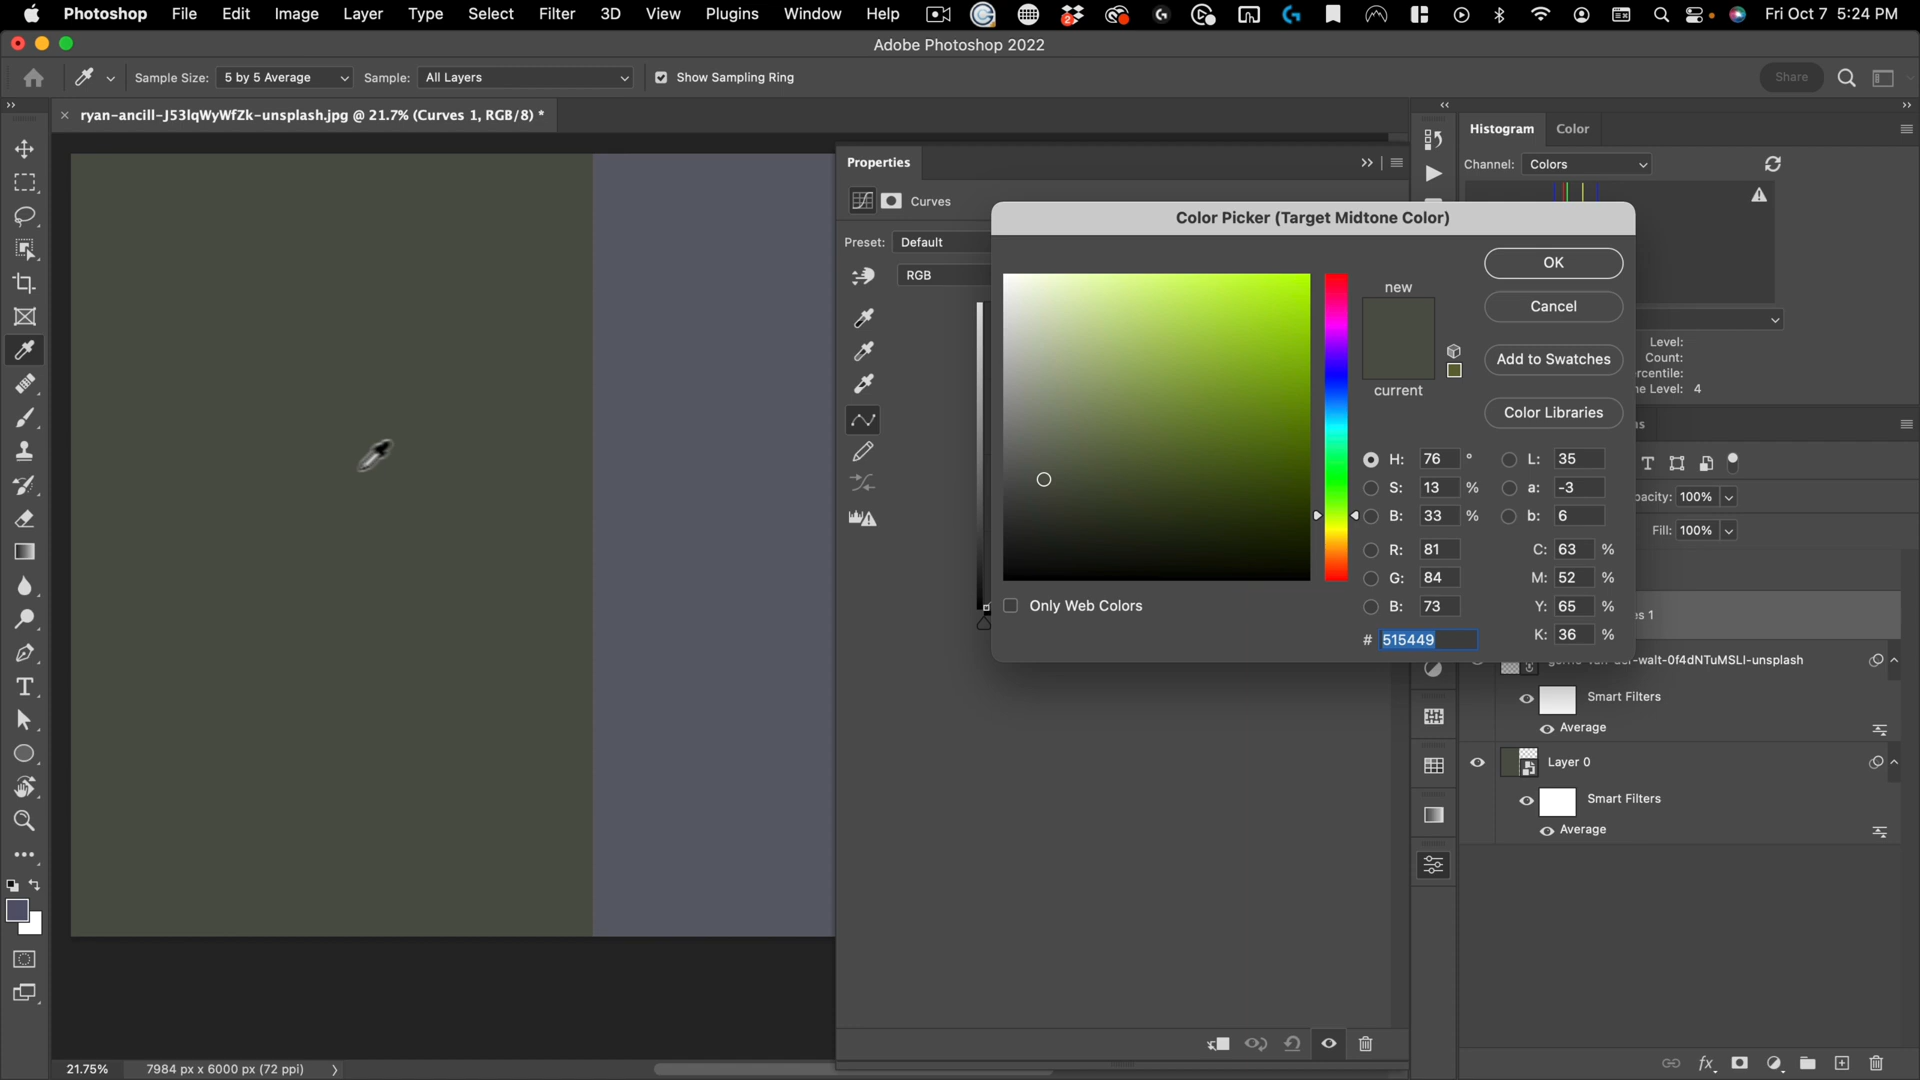 Photoshop File Edit Image Layer Type Select Filter 3D View Plugins Window Help 2 Fri Oct 7 5:24 PM
Adobe Photoshop 2022
Sample Size: 5 by 5 Average Sample: All Layers Show Sampling Ring Share
ryan-ancill-J53lqWyWfZk-unsplash.jpg @ 21.7% (Curves 1, RGB/8) *
Histogram Color
Properties
Channel: Colors
Curves
Color Picker (Target Midtone Color)
Preset: Default
RGB
OK
new
Cancel
Add to Swatches
current
Color Libraries
Level:
Count:
rcentile:
ne Level: 4
ns
H: 76 ° L: 35
S: 13 % a: -3
B: 33 % b: 6
R: 81 C: 63 %
G: 84 M: 52 %
B: 73 Y: 65 %
# 515449 K: 36 %
Only Web Colors
T
pacity: 100%
Fill: 100%
es 1
-walt-0f4dNTuMSLI-unsplash
Smart Filters
Average
Layer 0
Smart Filters
Average
T
fx
21.75% 7984 px x 6000 px (72 ppi)